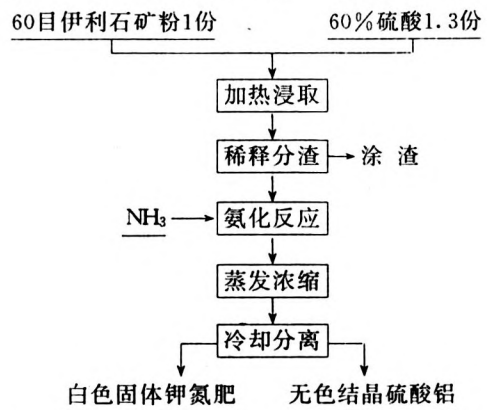 60目伊利石矿粉1份
60%硫酸1.3份
加热浸取
稀释分渣
涂 渣
NH₃
氨化反应
蒸发浓缩
冷却分离
白色固体钾氮肥
无色结晶硫酸铝